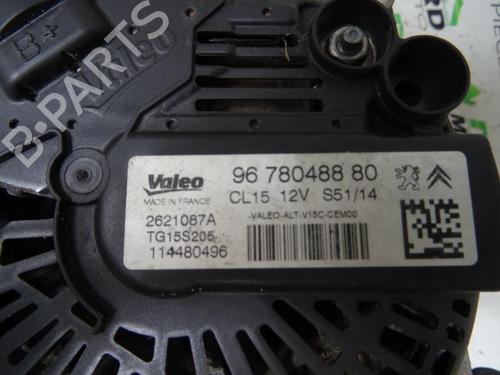 B+
VALEO
B-PARTS
Valeo
MADE IN FRANCE
96 780488 80
CL15 12V S51/14
-VALEO-ALT-V15C-CEM00
2621087A
TG15S205
114480496